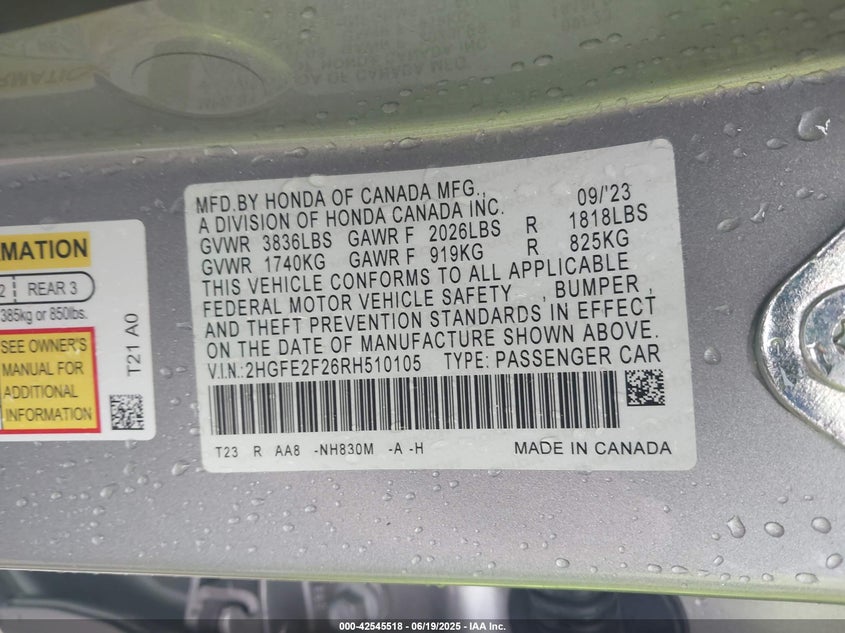 MFD.BY HONDA OF CANADA MFG.,
A DIVISION OF HONDA CANADA INC.
09/'23
GVWR 3836LBS GAWR F 2026LBS R 1818LBS
GVWR 1740KG GAWR F 919KG R 825KG
THIS VEHICLE CONFORMS TO ALL APPLICABLE
FEDERAL MOTOR VEHICLE SAFETY , BUMPER ,
AND THEFT PREVENTION STANDARDS IN EFFECT
ON THE DATE OF MANUFACTURE SHOWN ABOVE.
V.I.N.:2HGFE2F26RH510105 TYPE: PASSENGER CAR
T23 R AA8 -NH830M -A -H MADE IN CANADA
RMATION
2 REAR 3
385kg or 850lbs.
SEE OWNER'S
MANUAL FOR
ADDITIONAL
INFORMATION
T21 A0
000-42545518 - 06/19/2025 - IAA Inc.